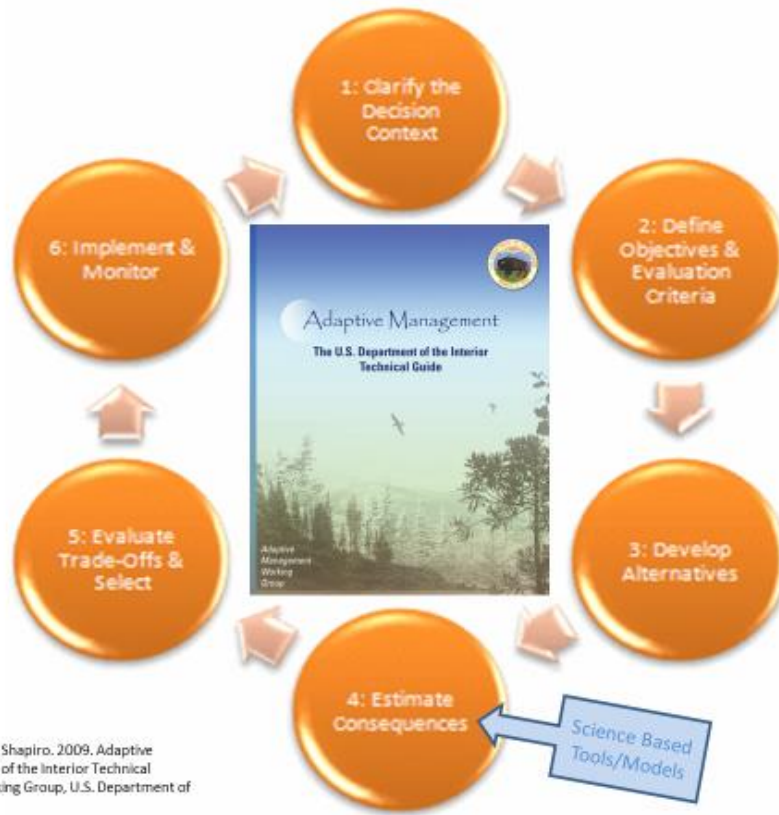 1: Clarify the
Decision
Context
2: Define
Objectives &
Evaluation
Criteria
3: Develop
Alternatives
4: Estimate
Consequences
Science Based
Tools/Models
5: Evaluate
Trade-Offs &
Select
6: Implement &
Monitor
Adaptive Management
The U.S. Department of the Interior
Technical Guide
Adaptive
Management
Working
Group
Shapiro. 2009. Adaptive
of the Interior Technical
ing Group, U.S. Department of